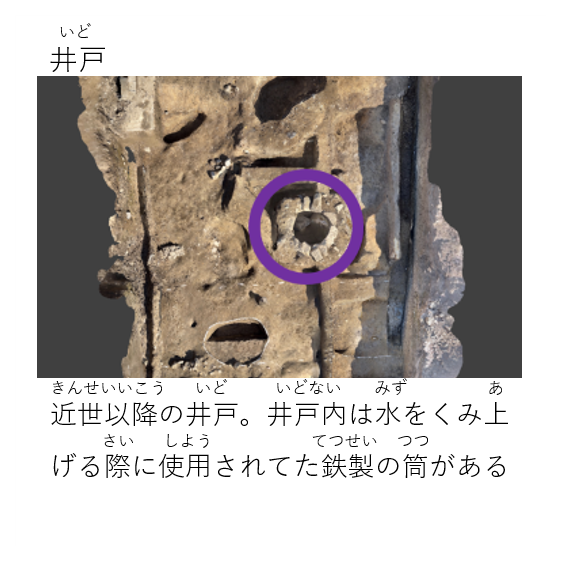 いど
井戸
きんせいいこう いど いどない みず あ
近世以降の井戸。井戸内は水をくみ上
さい しよう てつせい つつ
げる際に使用されてた鉄製の筒がある